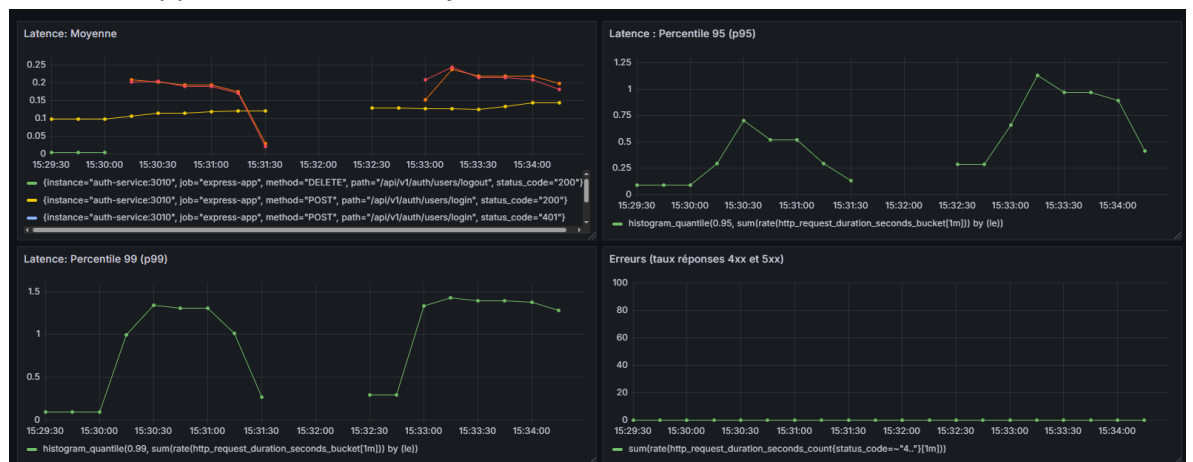 Latence: Moyenne
0.25
0.2
0.15
0.1
0.05
0
15:29:30 15:30:00 15:30:30 15:31:00 15:31:30 15:32:00 15:32:30 15:33:00 15:33:30 15:34:00
{instance="auth-service:3010", job="express-app", method="DELETE", path="/api/v1/auth/users/logout", status_code="200"}
{instance="auth-service:3010", job="express-app", method="POST", path="/api/v1/auth/users/login", status_code="200"}
{instance="auth-service:3010", job="express-app", method="POST", path="/api/v1/auth/users/login", status_code="401"}
Latence : Percentile 95 (p95)
1.25
1
0.75
0.5
0.25
0
15:29:30 15:30:00 15:30:30 15:31:00 15:31:30 15:32:00 15:32:30 15:33:00 15:33:30 15:34:00
histogram_quantile(0.95, sum(rate(http_request_duration_seconds_bucket[1m])) by (le))
Latence: Percentile 99 (p99)
1.5
1
0.5
0
15:29:30 15:30:00 15:30:30 15:31:00 15:31:30 15:32:00 15:32:30 15:33:00 15:33:30 15:34:00
histogram_quantile(0.99, sum(rate(http_request_duration_seconds_bucket[1m])) by (le))
Erreurs (taux réponses 4xx et 5xx)
100
80
60
40
20
0
15:29:30 15:30:00 15:30:30 15:31:00 15:31:30 15:32:00 15:32:30 15:33:00 15:33:30 15:34:00
sum(rate(http_request_duration_seconds_count{status_code=~"4.."}[1m]))